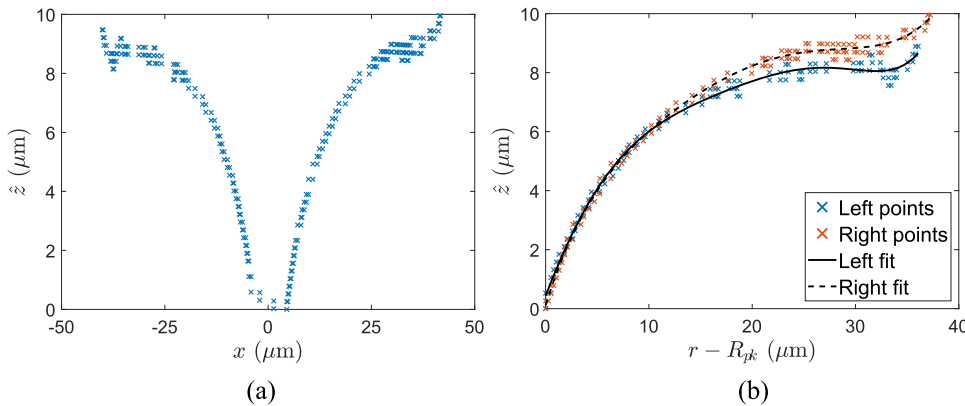 10
8
6
4
2
0
ẑ (μm)
-50
-25
0
25
50
x (μm)
(a)
10
8
6
4
2
0
ẑ (μm)
0
10
20
30
40
r − R_pk (μm)
Left points
Right points
Left fit
Right fit
(b)